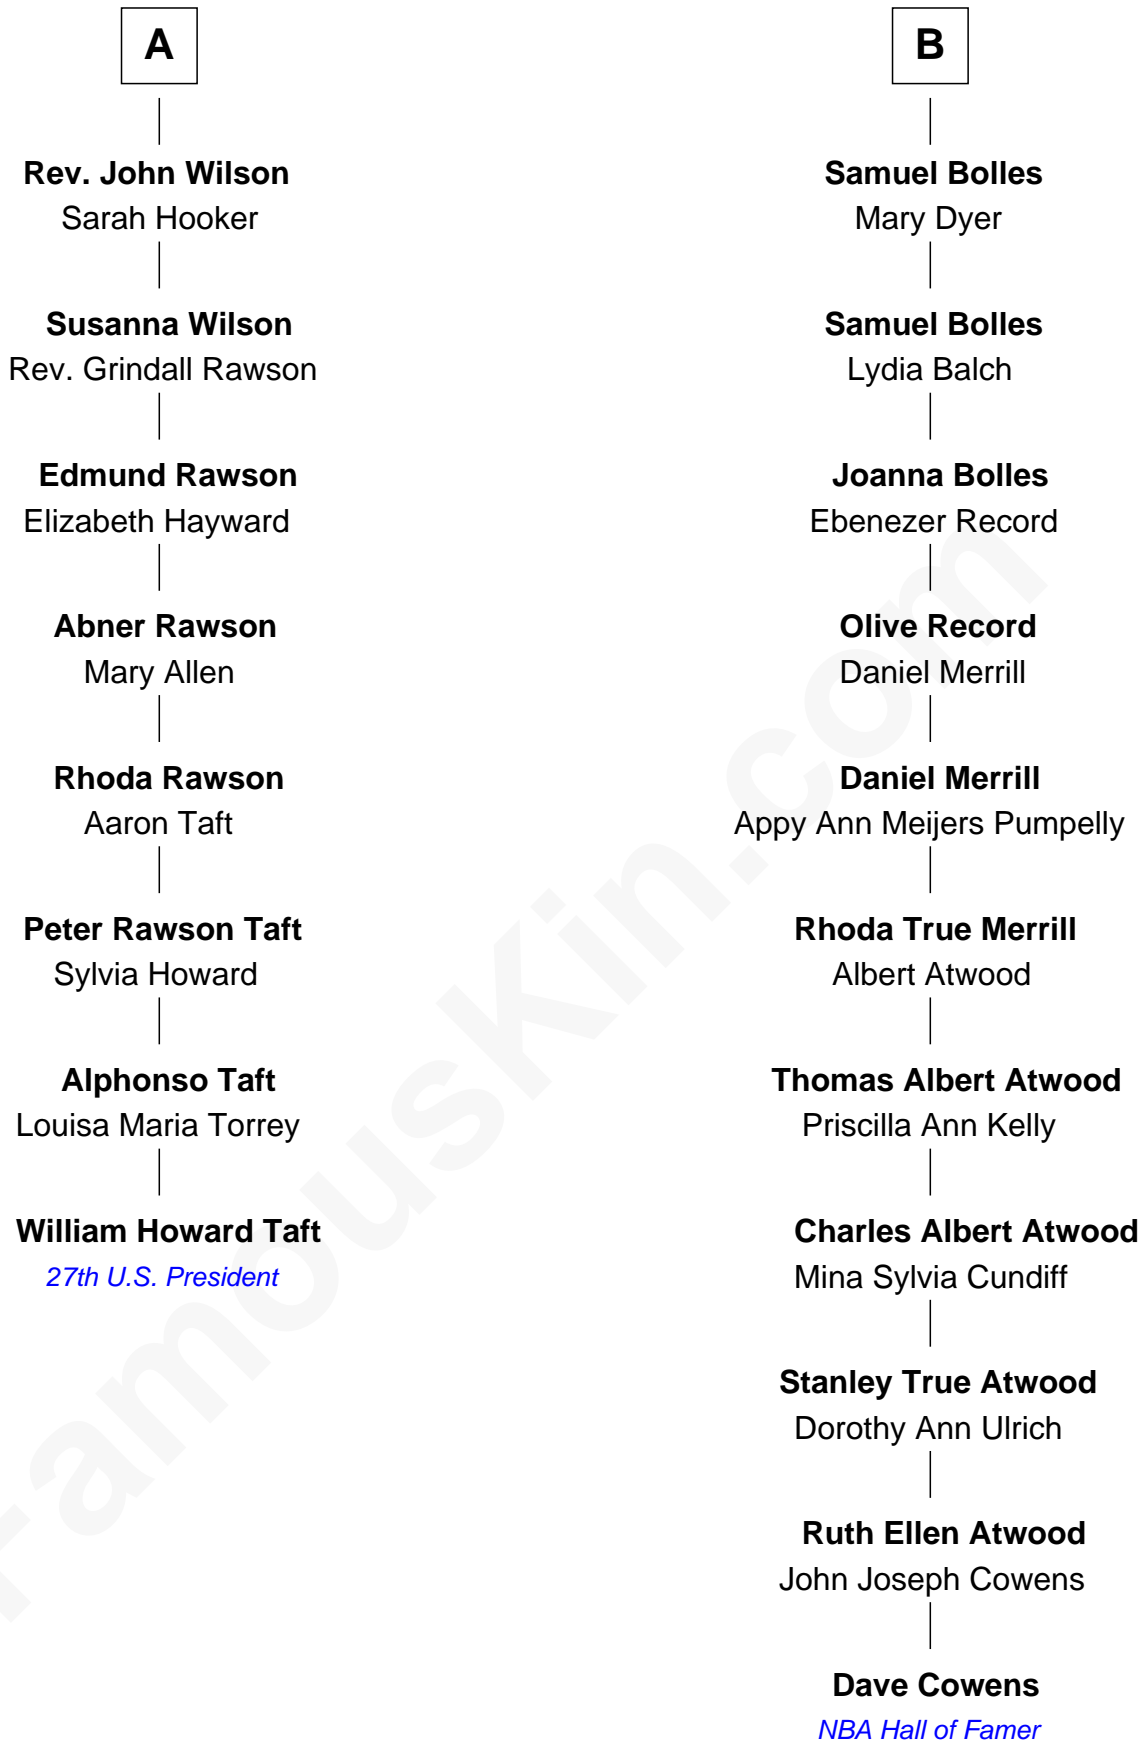 A
Rev. John Wilson
Sarah Hooker
Susanna Wilson
Rev. Grindall Rawson
Edmund Rawson
Elizabeth Hayward
Abner Rawson
Mary Allen
Rhoda Rawson
Aaron Taft
Peter Rawson Taft
Sylvia Howard
Alphonso Taft
Louisa Maria Torrey
William Howard Taft
27th U.S. President
B
Samuel Bolles
Mary Dyer
Samuel Bolles
Lydia Balch
Joanna Bolles
Ebenezer Record
Olive Record
Daniel Merrill
Daniel Merrill
Appy Ann Meijers Pumpelly
Rhoda True Merrill
Albert Atwood
Thomas Albert Atwood
Priscilla Ann Kelly
Charles Albert Atwood
Mina Sylvia Cundiff
Stanley True Atwood
Dorothy Ann Ulrich
Ruth Ellen Atwood
John Joseph Cowens
Dave Cowens
NBA Hall of Famer
FamousKin.com